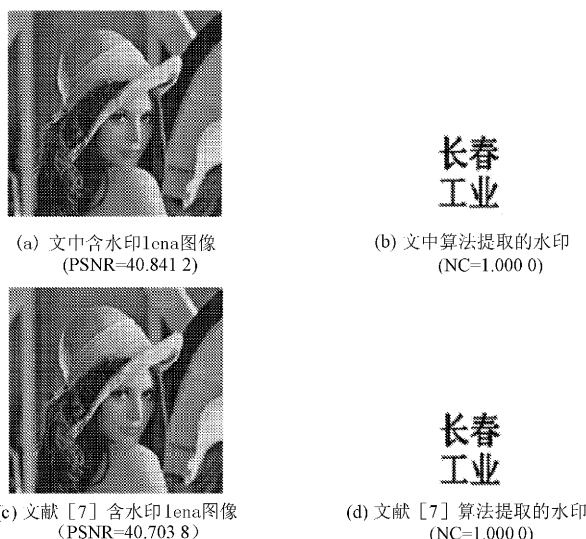 长春
工业
(a) 文中含水印lena图像
(PSNR=40.841 2)
(b) 文中算法提取的水印
(NC=1.000 0)
长春
工业
(c) 文献［7］含水印lena图像
(PSNR=40.703 8)
(d) 文献［7］算法提取的水印
(NC=1.000 0)